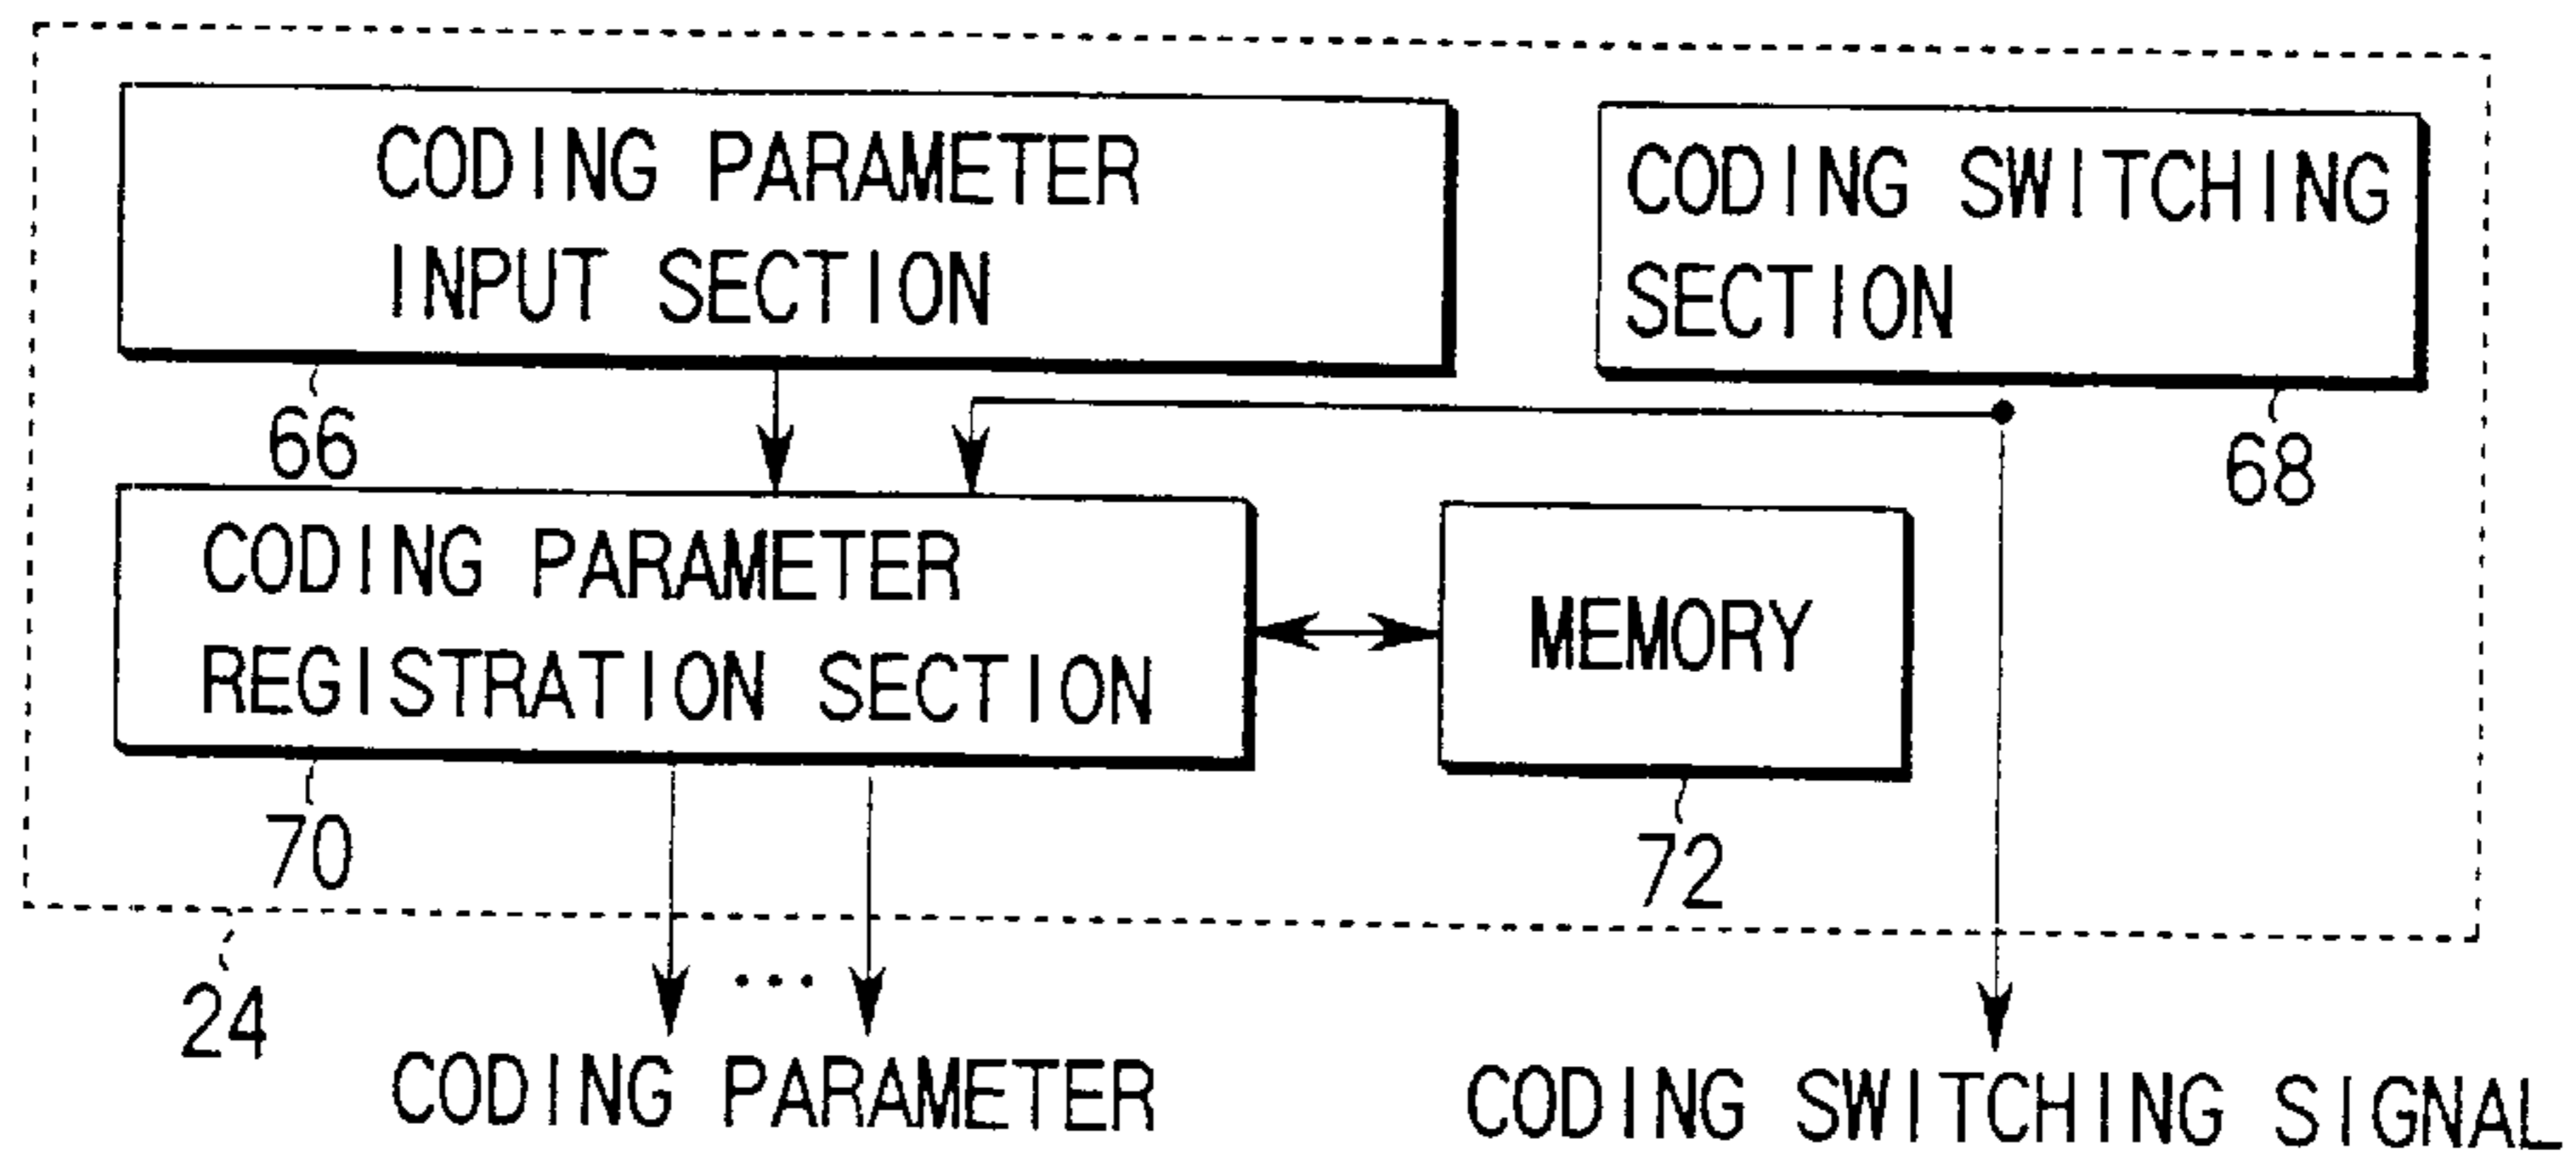 CODING PARAMETER
INPUT SECTION
CODING SWITCHING
SECTION
66
68
CODING PARAMETER
REGISTRATION SECTION
MEMORY
70
72
24
...
CODING PARAMETER
CODING SWITCHING SIGNAL